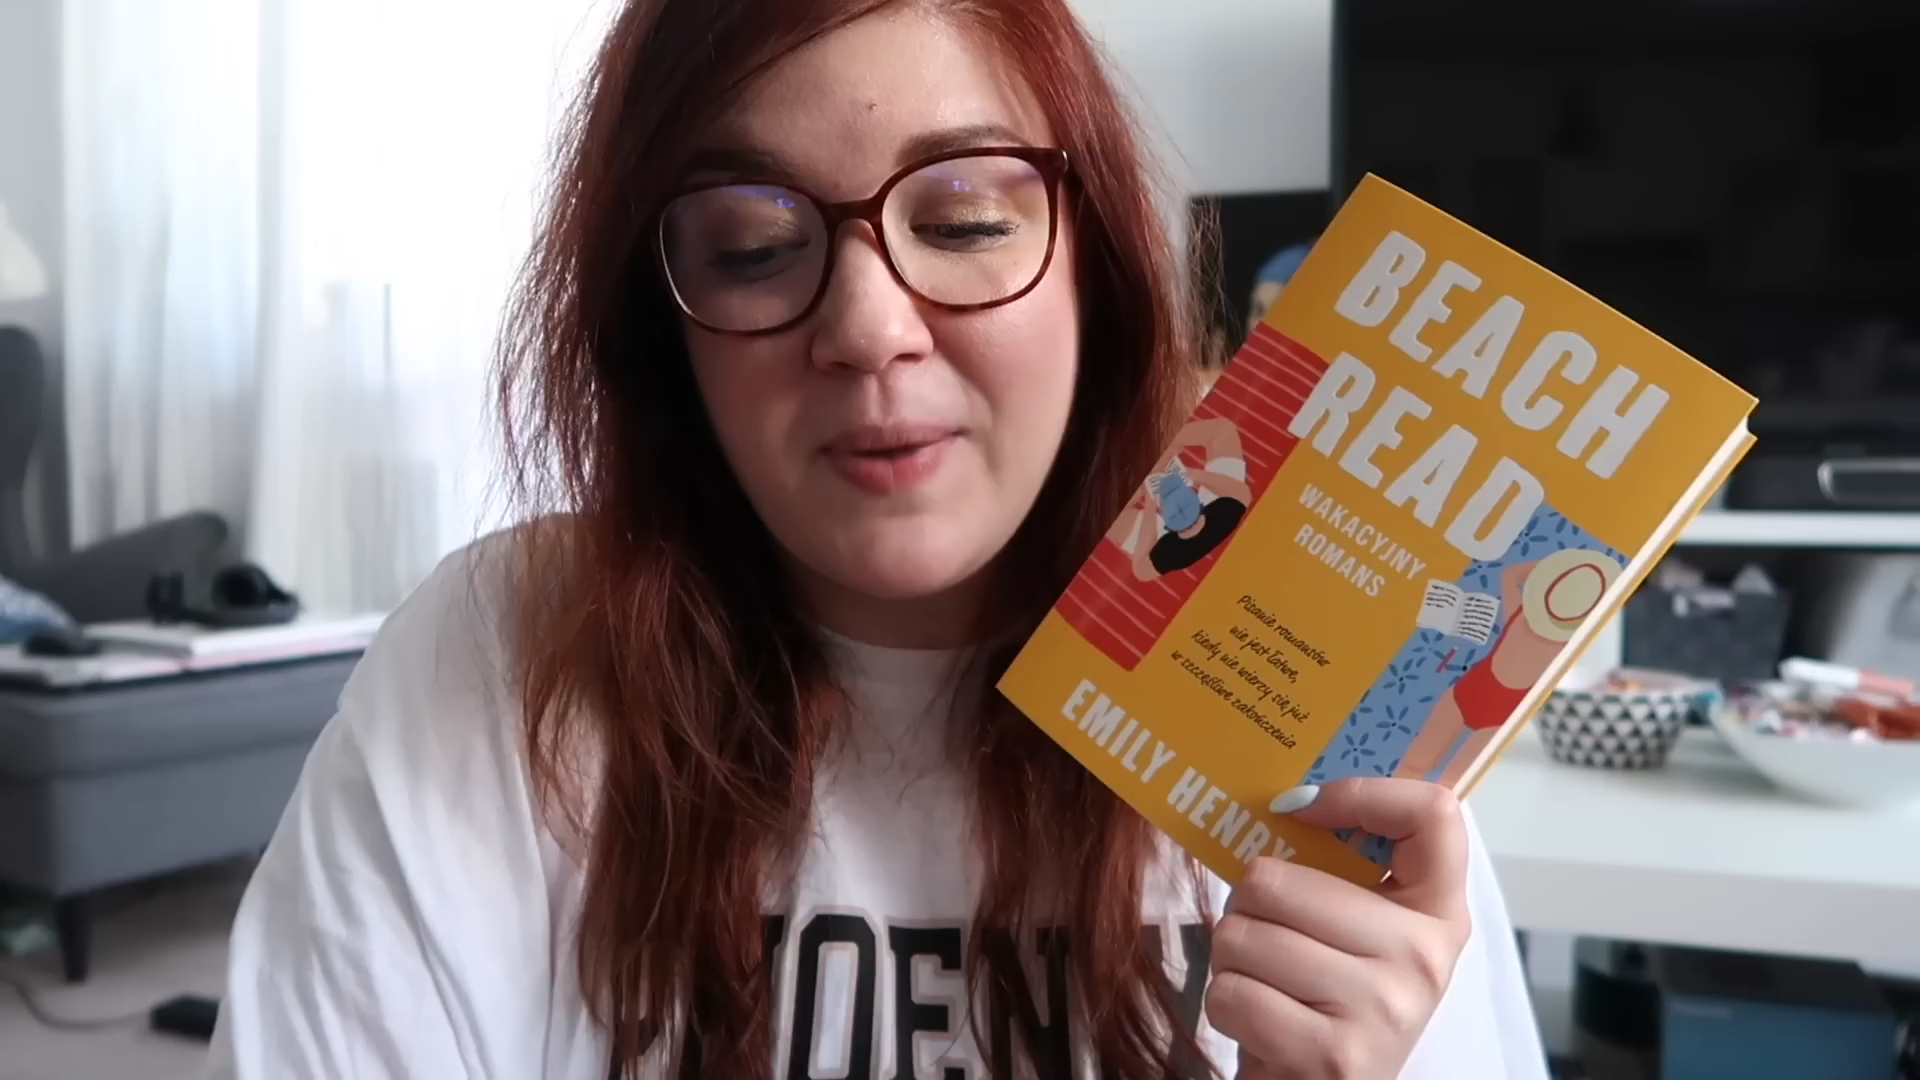 BEACH
READ
WAKACYJNY
ROMANS
Pisanie romansów
nie jest łatwe,
kiedy nie wierzy się już
w szczęśliwe zakończenia
EMILY HENRY